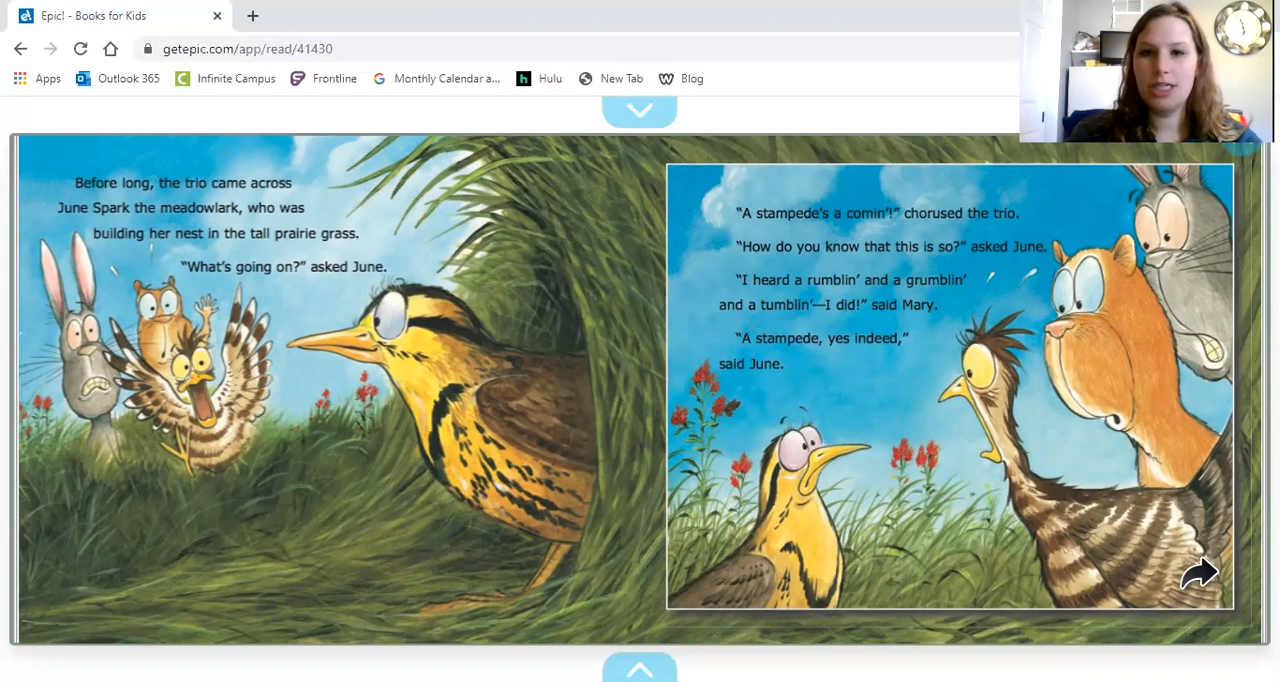 Epic! - Books for Kids
getepic.com/app/read/41430
Apps Outlook 365 Infinite Campus Frontline Monthly Calendar a... Hulu New Tab Blog
Before long, the trio came across
June Spark the meadowlark, who was
building her nest in the tall prairie grass.
"What's going on?" asked June.
"A stampede's a comin'!" chorused the trio.
"How do you know that this is so?" asked June.
"I heard a rumblin' and a grumblin'
and a tumblin'—I did!" said Mary.
"A stampede, yes indeed,"
said June.